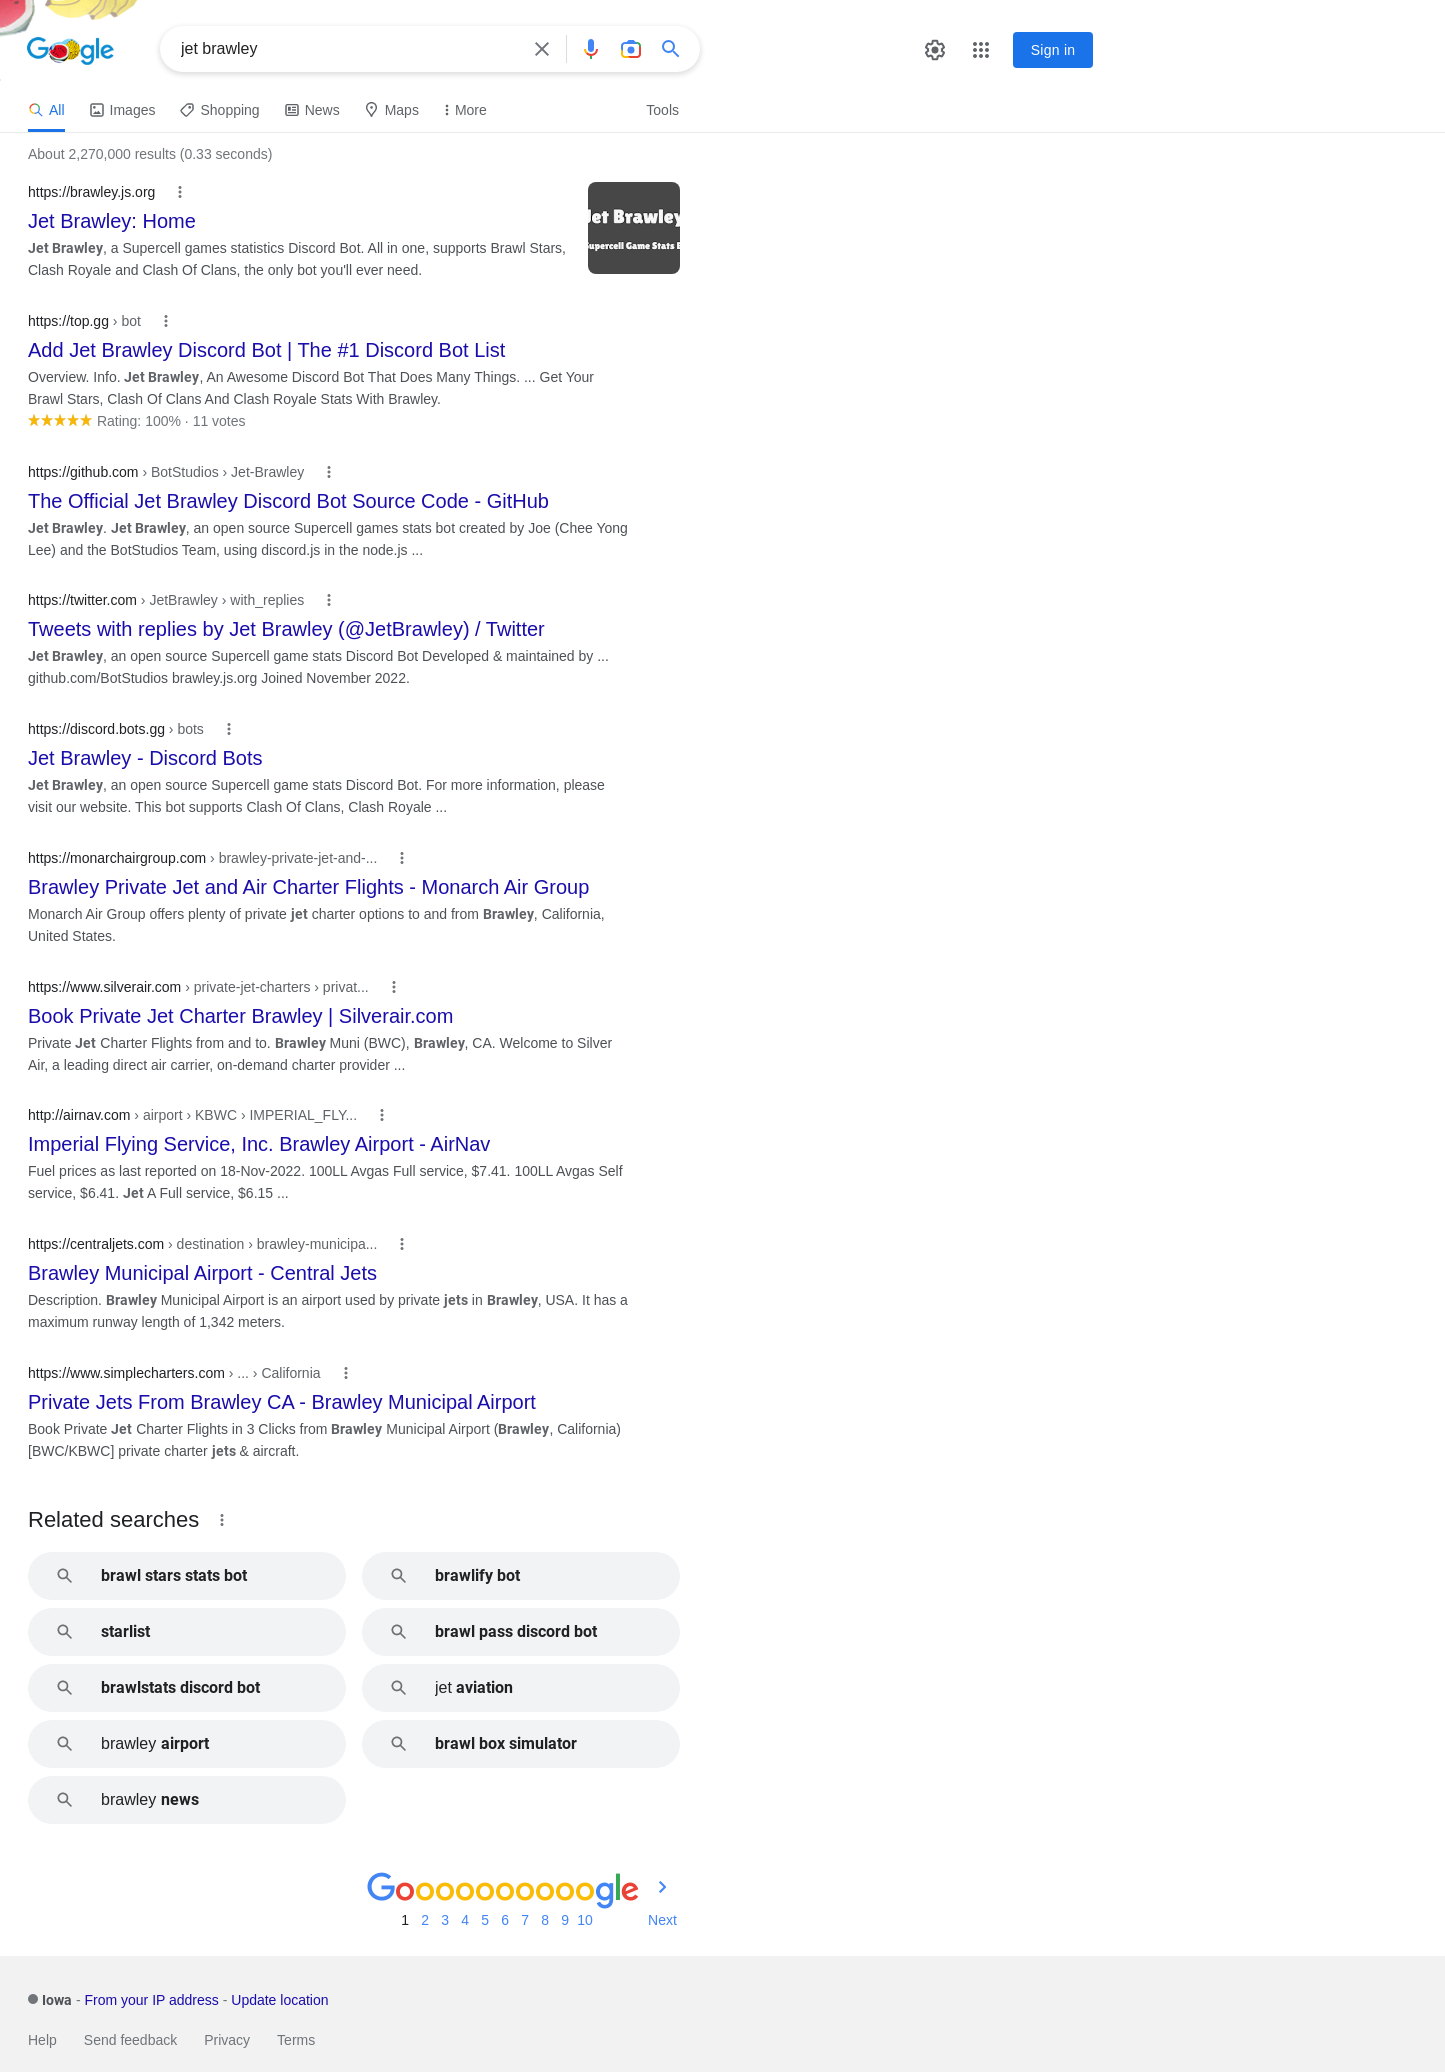 Google
jet brawley
Sign in
All
Images
Shopping
News
Maps
More
Tools
About 2,270,000 results (0.33 seconds)
https://brawley.js.org
Jet Brawley: Home
Jet Brawley, a Supercell games statistics Discord Bot. All in one, supports Brawl Stars,
Clash Royale and Clash Of Clans, the only bot you'll ever need.
Jet Brawley
Supercell Game Stats B
https://top.gg › bot
Add Jet Brawley Discord Bot | The #1 Discord Bot List
Overview. Info. Jet Brawley, An Awesome Discord Bot That Does Many Things. ... Get Your
Brawl Stars, Clash Of Clans And Clash Royale Stats With Brawley.
Rating: 100% · 11 votes
https://github.com › BotStudios › Jet-Brawley
The Official Jet Brawley Discord Bot Source Code - GitHub
Jet Brawley. Jet Brawley, an open source Supercell games stats bot created by Joe (Chee Yong
Lee) and the BotStudios Team, using discord.js in the node.js ...
https://twitter.com › JetBrawley › with_replies
Tweets with replies by Jet Brawley (@JetBrawley) / Twitter
Jet Brawley, an open source Supercell game stats Discord Bot Developed & maintained by ...
github.com/BotStudios brawley.js.org Joined November 2022.
https://discord.bots.gg › bots
Jet Brawley - Discord Bots
Jet Brawley, an open source Supercell game stats Discord Bot. For more information, please
visit our website. This bot supports Clash Of Clans, Clash Royale ...
https://monarchairgroup.com › brawley-private-jet-and-...
Brawley Private Jet and Air Charter Flights - Monarch Air Group
Monarch Air Group offers plenty of private jet charter options to and from Brawley, California,
United States.
https://www.silverair.com › private-jet-charters › privat...
Book Private Jet Charter Brawley | Silverair.com
Private Jet Charter Flights from and to. Brawley Muni (BWC), Brawley, CA. Welcome to Silver
Air, a leading direct air carrier, on-demand charter provider ...
http://airnav.com › airport › KBWC › IMPERIAL_FLY...
Imperial Flying Service, Inc. Brawley Airport - AirNav
Fuel prices as last reported on 18-Nov-2022. 100LL Avgas Full service, $7.41. 100LL Avgas Self
service, $6.41. Jet A Full service, $6.15 ...
https://centraljets.com › destination › brawley-municipa...
Brawley Municipal Airport - Central Jets
Description. Brawley Municipal Airport is an airport used by private jets in Brawley, USA. It has a
maximum runway length of 1,342 meters.
https://www.simplecharters.com › ... › California
Private Jets From Brawley CA - Brawley Municipal Airport
Book Private Jet Charter Flights in 3 Clicks from Brawley Municipal Airport (Brawley, California)
[BWC/KBWC] private charter jets & aircraft.
Related searches
brawl stars stats bot
brawlify bot
starlist
brawl pass discord bot
brawlstats discord bot
jet aviation
brawley airport
brawl box simulator
brawley news
Goooooooooogle
1 2 3 4 5 6 7 8 9 10 Next
Iowa - From your IP address - Update location
Help Send feedback Privacy Terms